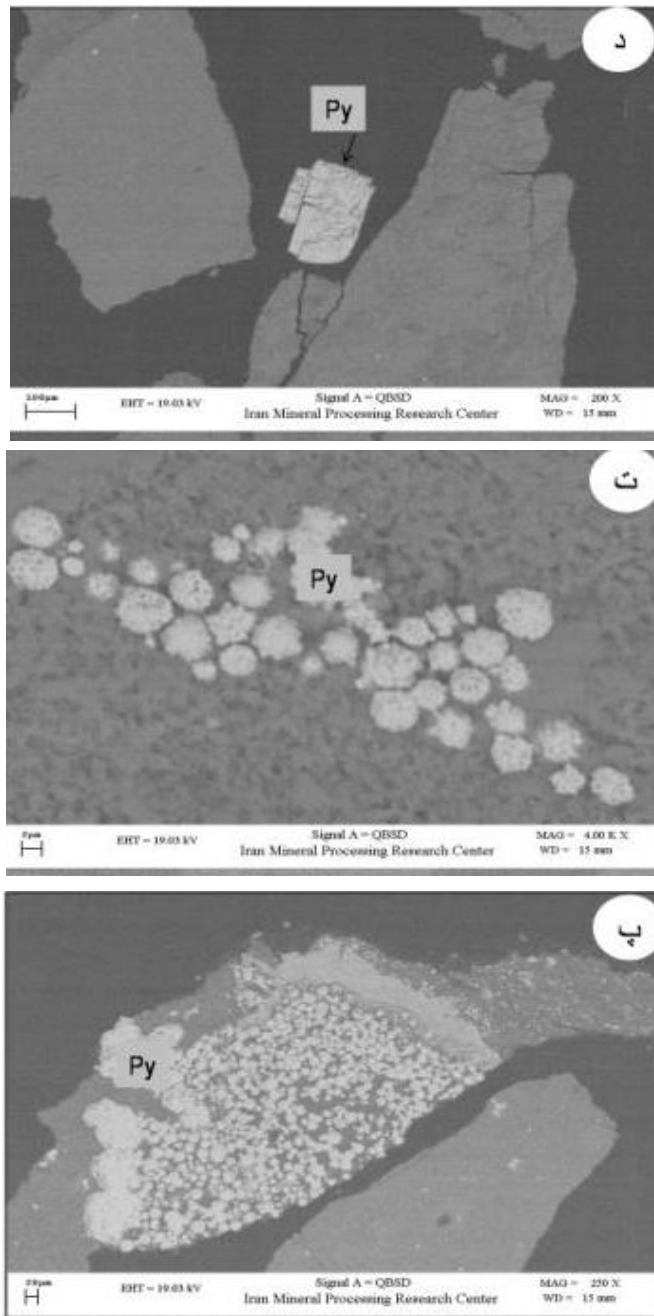 د
Py
100µm EHT = 19.03 kV Signal A = QBSD MAG = 200 X
Iran Mineral Processing Research Center WD = 15 mm
ت
Py
EHT = 19.03 kV Signal A = QBSD MAG = 4.00 K X
Iran Mineral Processing Research Center WD = 15 mm
پ
Py
20µm EHT = 19.03 kV Signal A = QBSD MAG = 250 X
Iran Mineral Processing Research Center WD = 15 mm